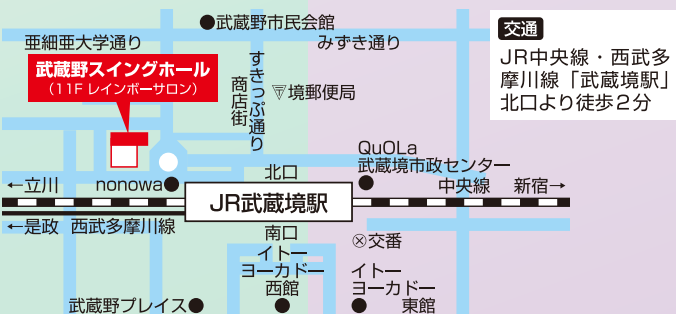 ●武蔵野市民会館
亜細亜大学通り
みずき通り
交通
JR中央線・西武多
摩川線「武蔵境駅」
北口より徒歩2分
武蔵野スイングホール
（11F レインボーサロン）
すきっぷ通り
商店街
〒境郵便局
QuOLa
武蔵境市政センター
●
北口
←立川
nonowa●
中央線
新宿→
JR武蔵境駅
←是政
西武多摩川線
南口
交番
イトー
ヨーカドー
西館
●
イトー
ヨーカドー
● 東館
武蔵野プレイス●